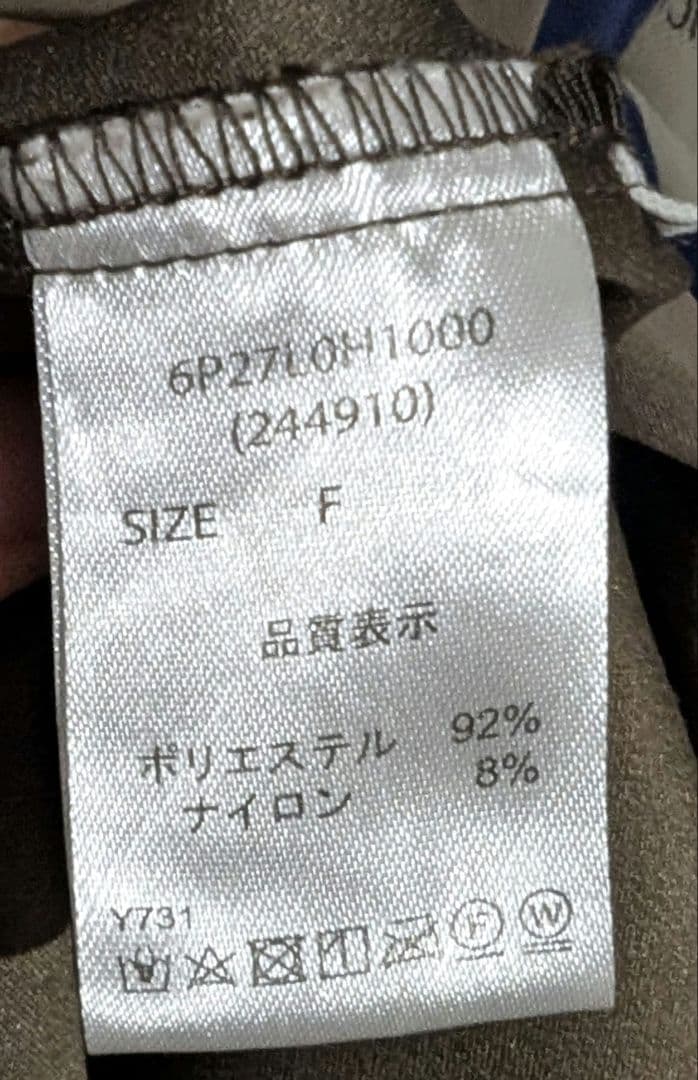 6P27L0H1000
(244910)
SIZE F
品質表示
ポリエステル 92%
ナイロン 8%
Y731
F W